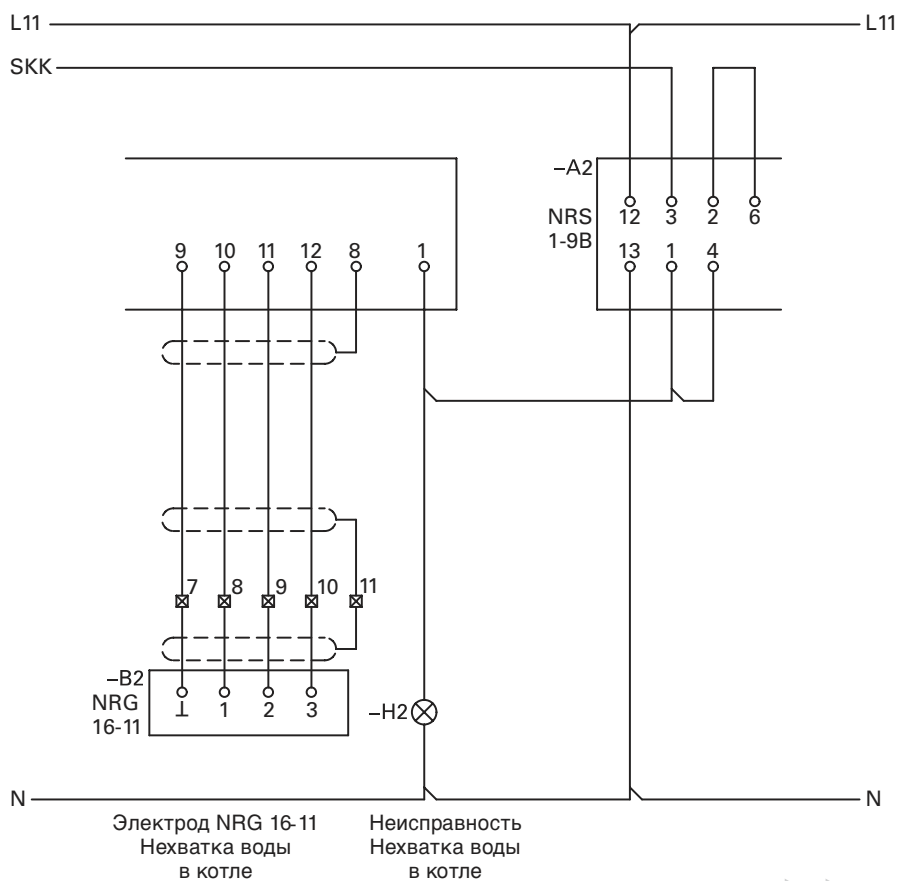 L11 L11
SKK
–A2
NRS
1-9B
12 3 2 6
13 1 4
9 10 11 12 8 1
7 8 9 10 11
–B2
NRG
16-11
⊥ 1 2 3
–H2
N N
Электрод NRG 16-11
Нехватка воды
в котле
Неисправность
Нехватка воды
в котле